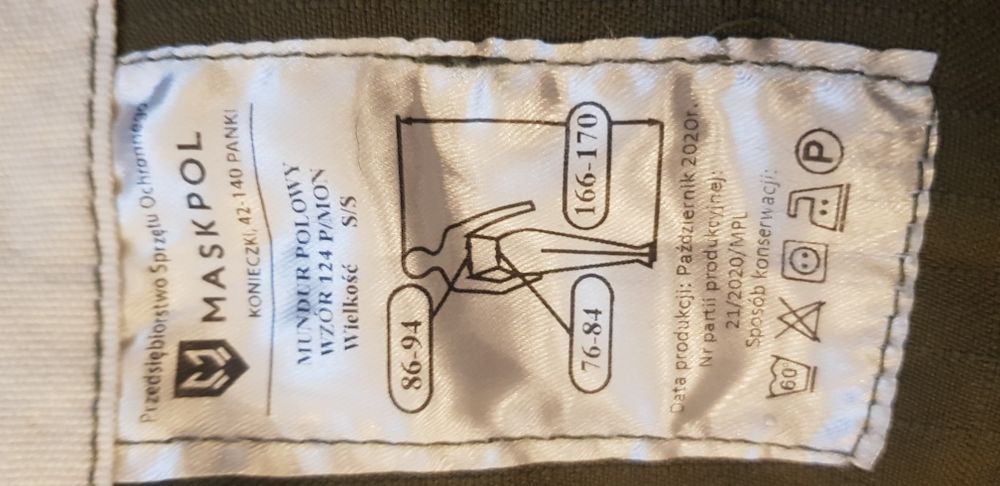 Przedsiębiorstwo Sprzętu Ochronnego
MASKPOL
KONIECZKI, 42-140 PANKI
MUNDUR POLOWY
WZÓR 124 P/MON
Wielkość S/S
86-94
166-170
76-84
Data produkcji: Październik 2020r.
Nr partii produkcyjnej:
21/2020/MPL
Sposób konserwacji:
60° P